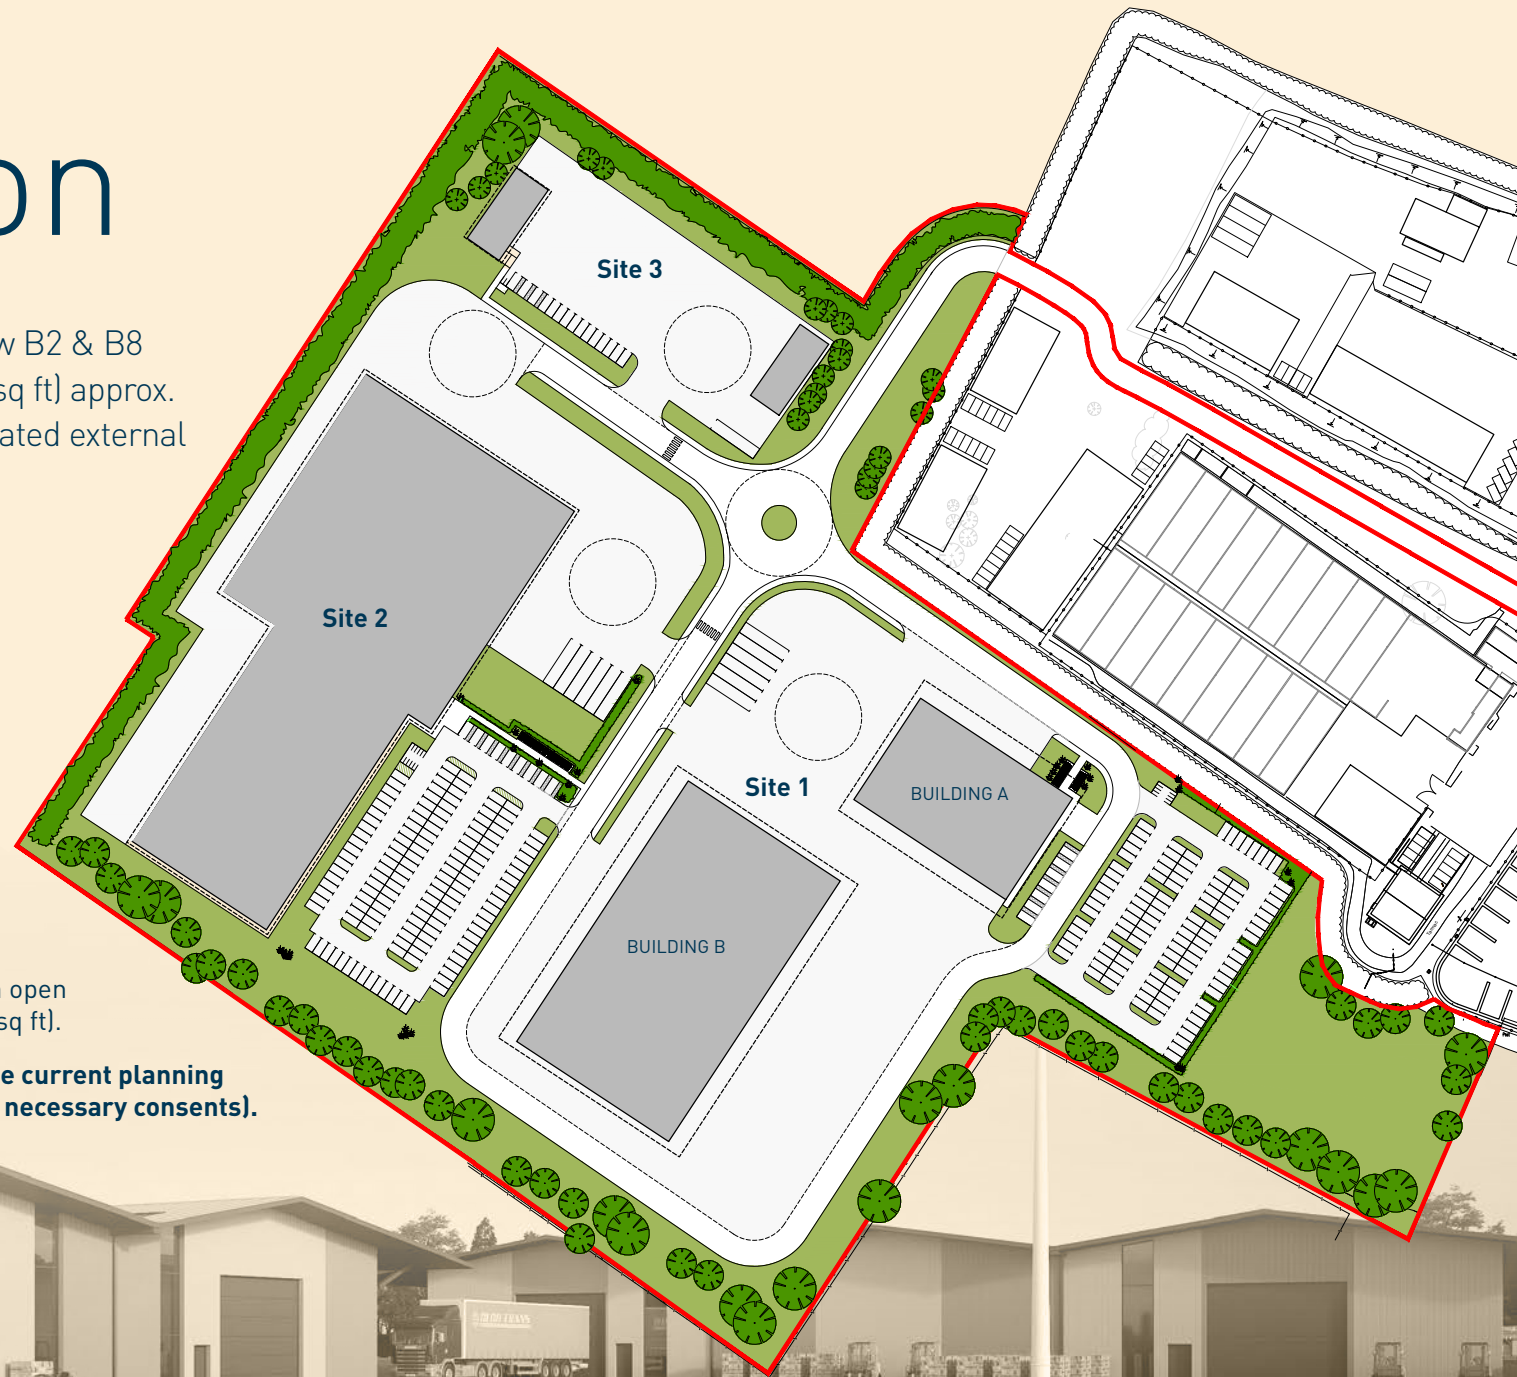 on
w B2 & B8
sq ft) approx.
ated external
Site 3
Site 2
Site 1
BUILDING A
BUILDING B
open
sq ft).
e current planning
necessary consents).